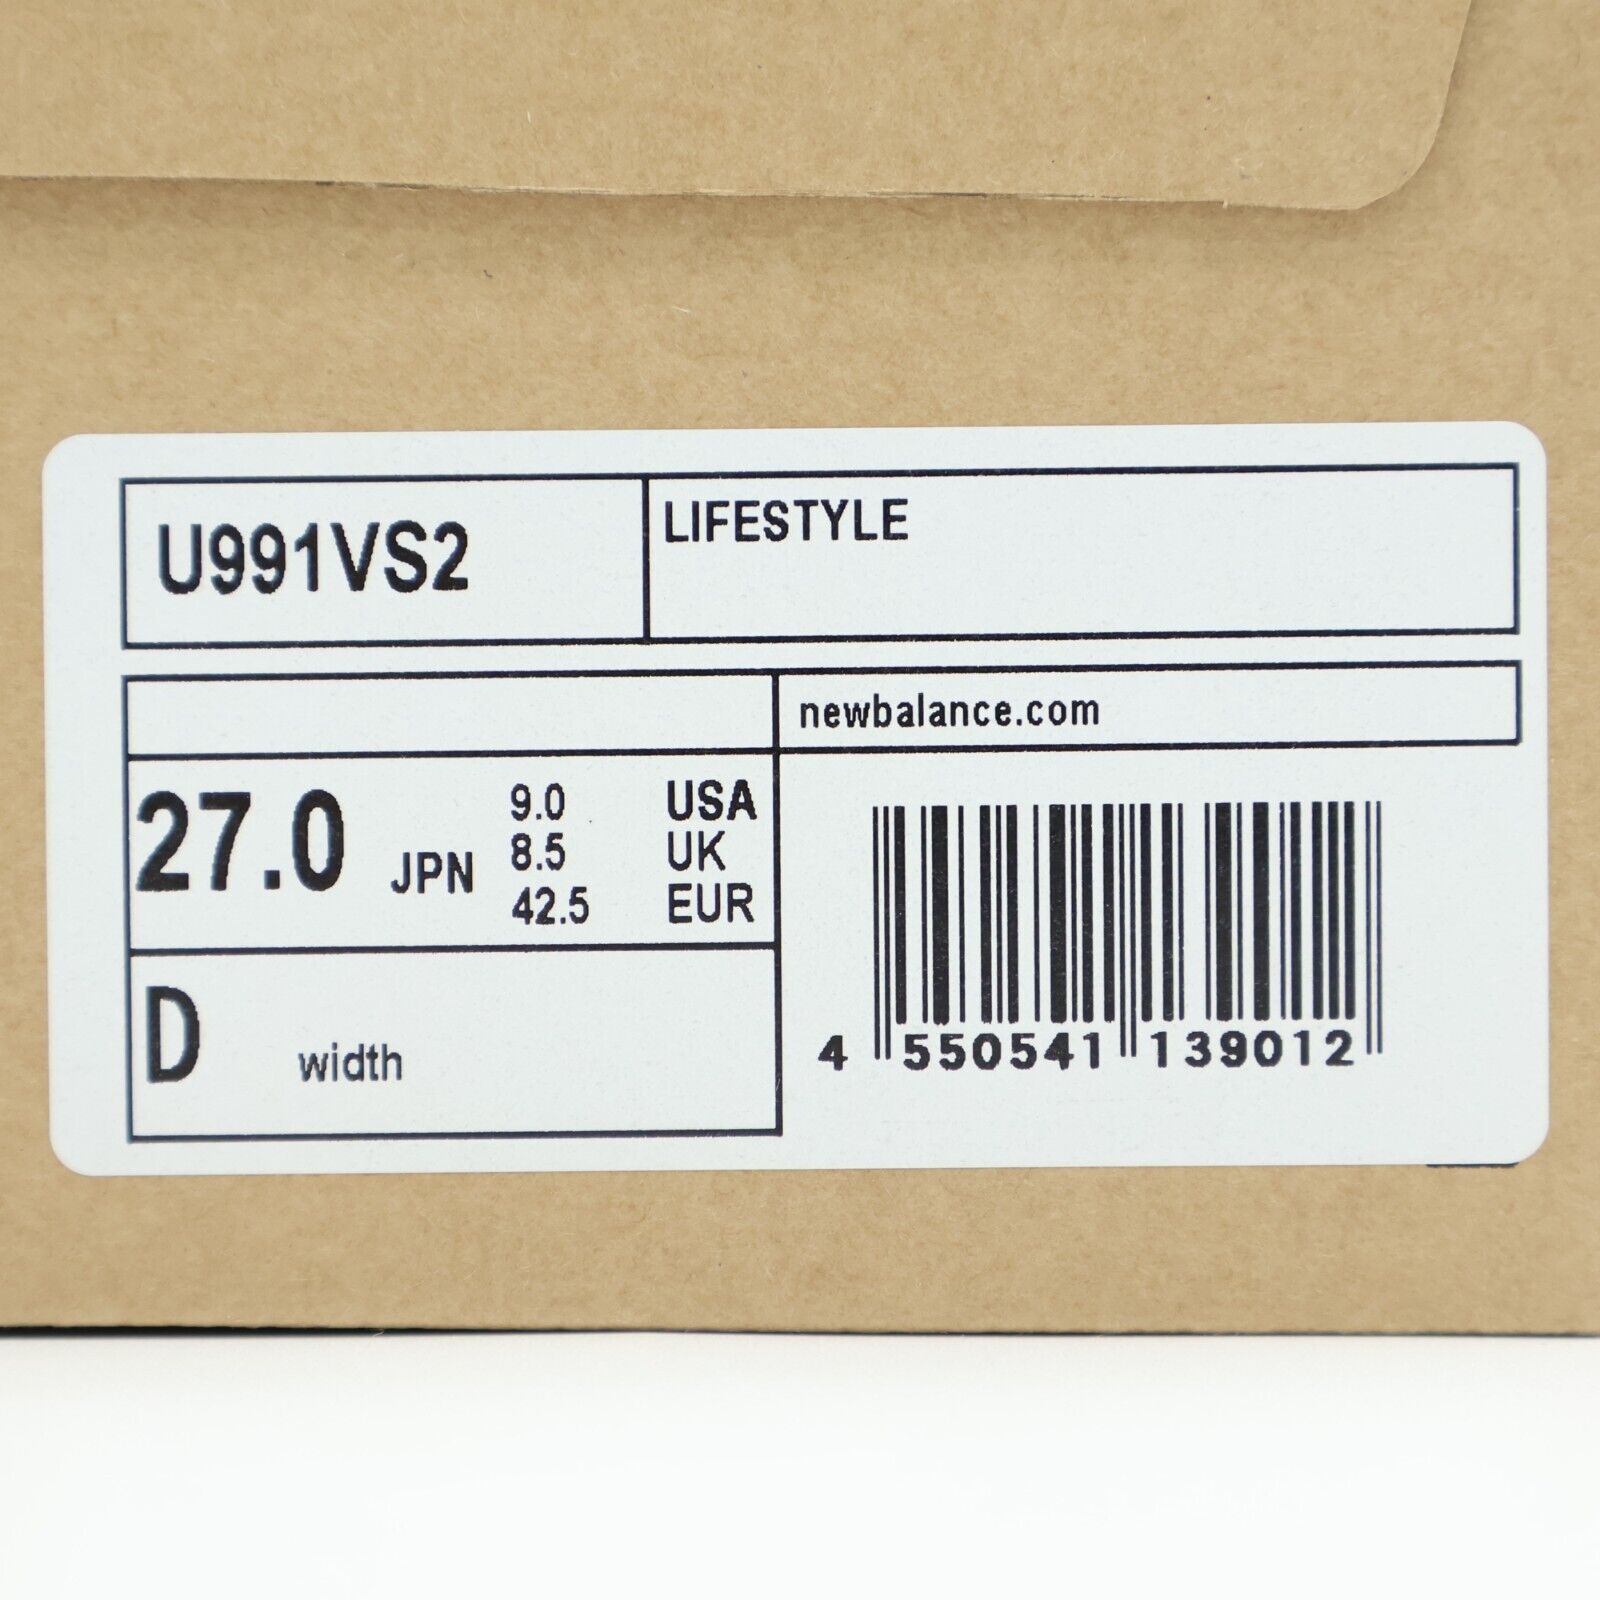 U991VS2
LIFESTYLE
newbalance.com
27.0 JPN
9.0 USA
8.5 UK
42.5 EUR
D width
4 550541 139012